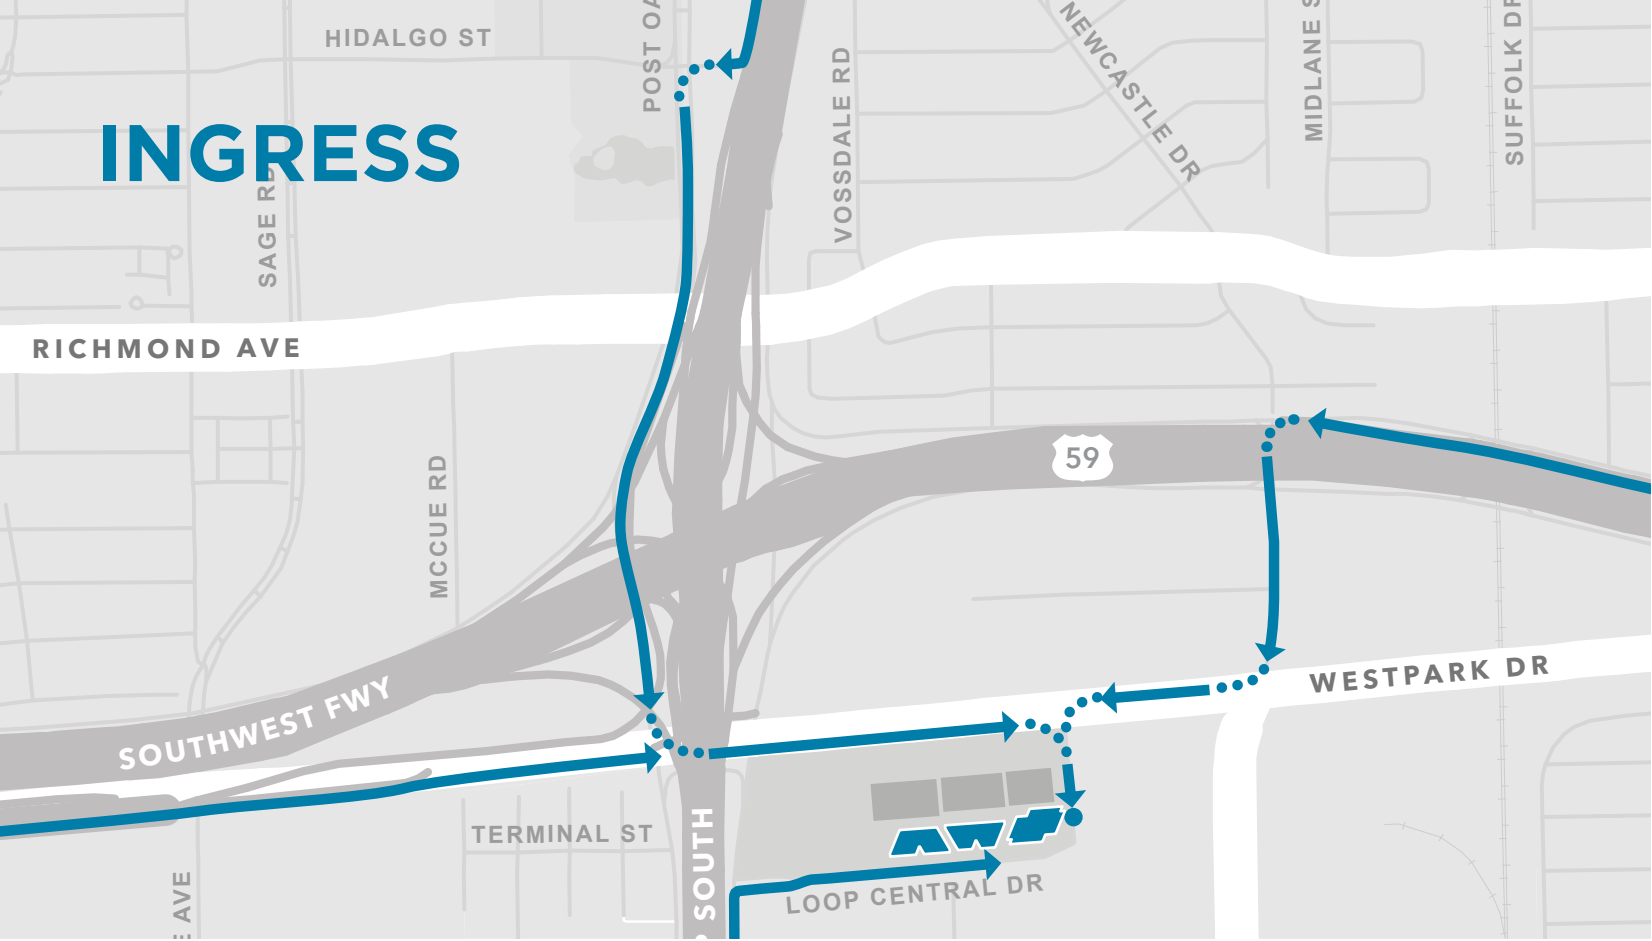 HIDALGO ST
POST OA
VOSSDALE RD
NEWCASTLE DR
MIDLANE S
SUFFOLK DR
INGRESS
SAGE RD
RICHMOND AVE
59
MCCUE RD
WESTPARK DR
SOUTHWEST FWY
TERMINAL ST
SOUTH
LOOP CENTRAL DR
AVE